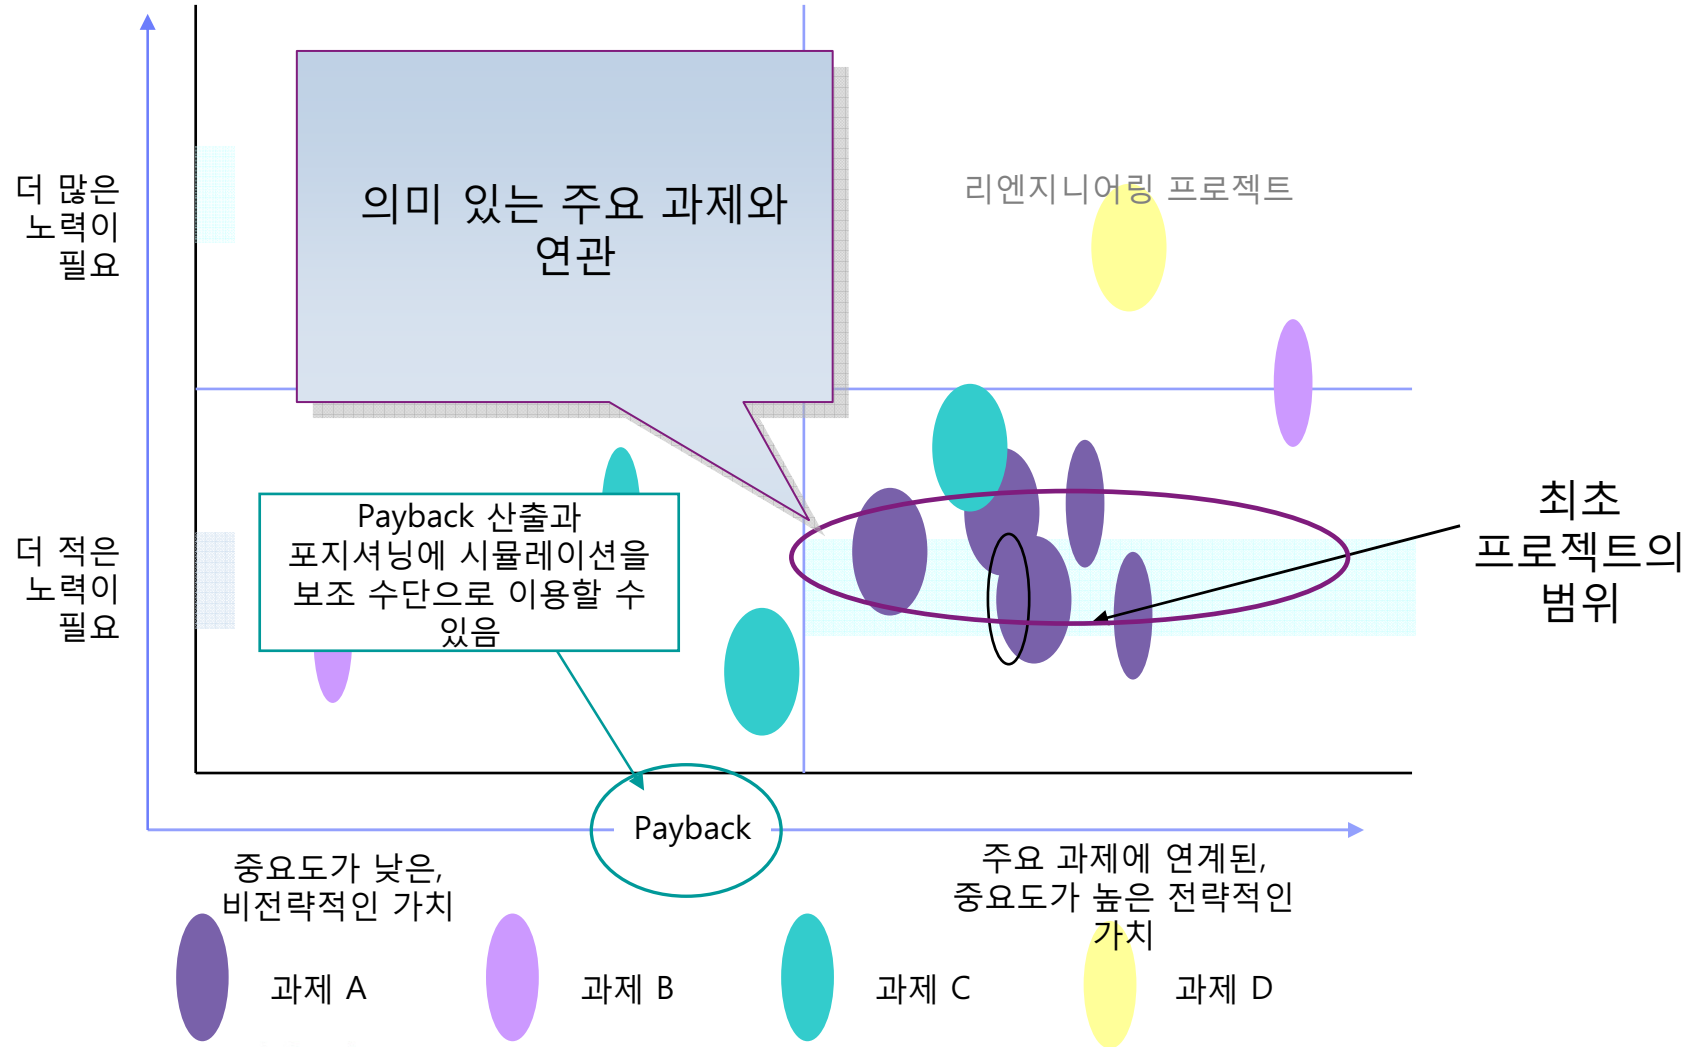 의미 있는 주요 과제와
연관
리엔지니어링 프로젝트
더 많은
노력이
필요
더 적은
노력이
필요
Payback 산출과
포지셔닝에 시뮬레이션을
보조 수단으로 이용할 수
있음
최초
프로젝트의
범위
Payback
중요도가 낮은,
비전략적인 가치
주요 과제에 연계된,
중요도가 높은 전략적인
가치
과제 A
과제 B
과제 C
과제 D